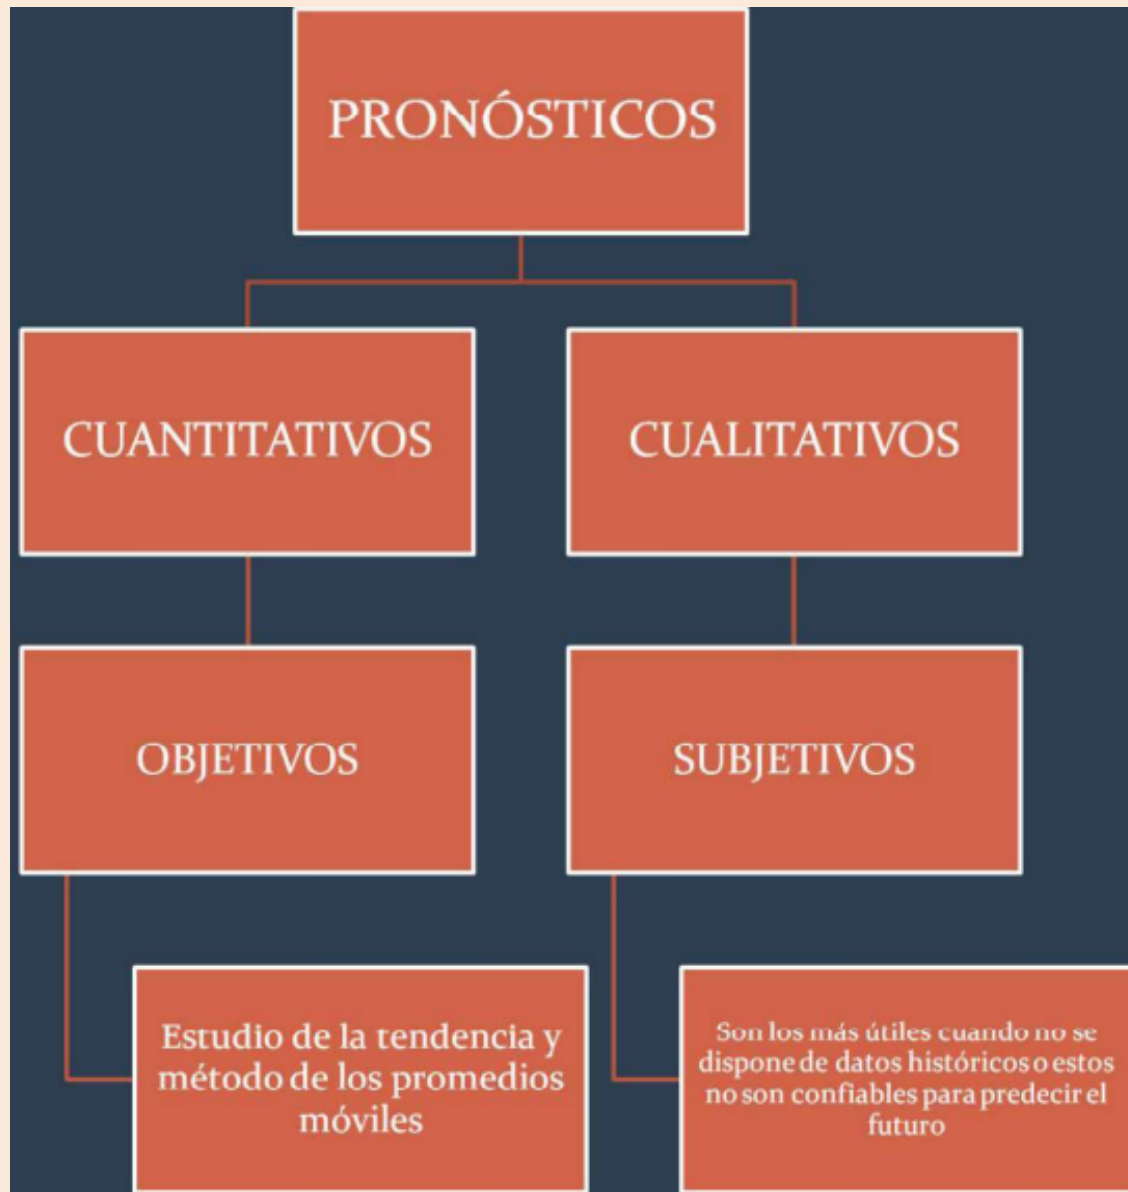 PRONÓSTICOS
CUANTITATIVOS
CUALITATIVOS
OBJETIVOS
SUBJETIVOS
Estudio de la tendencia y
método de los promedios
móviles
Son los más útiles cuando no se
dispone de datos históricos o estos
no son confiables para predecir el
futuro